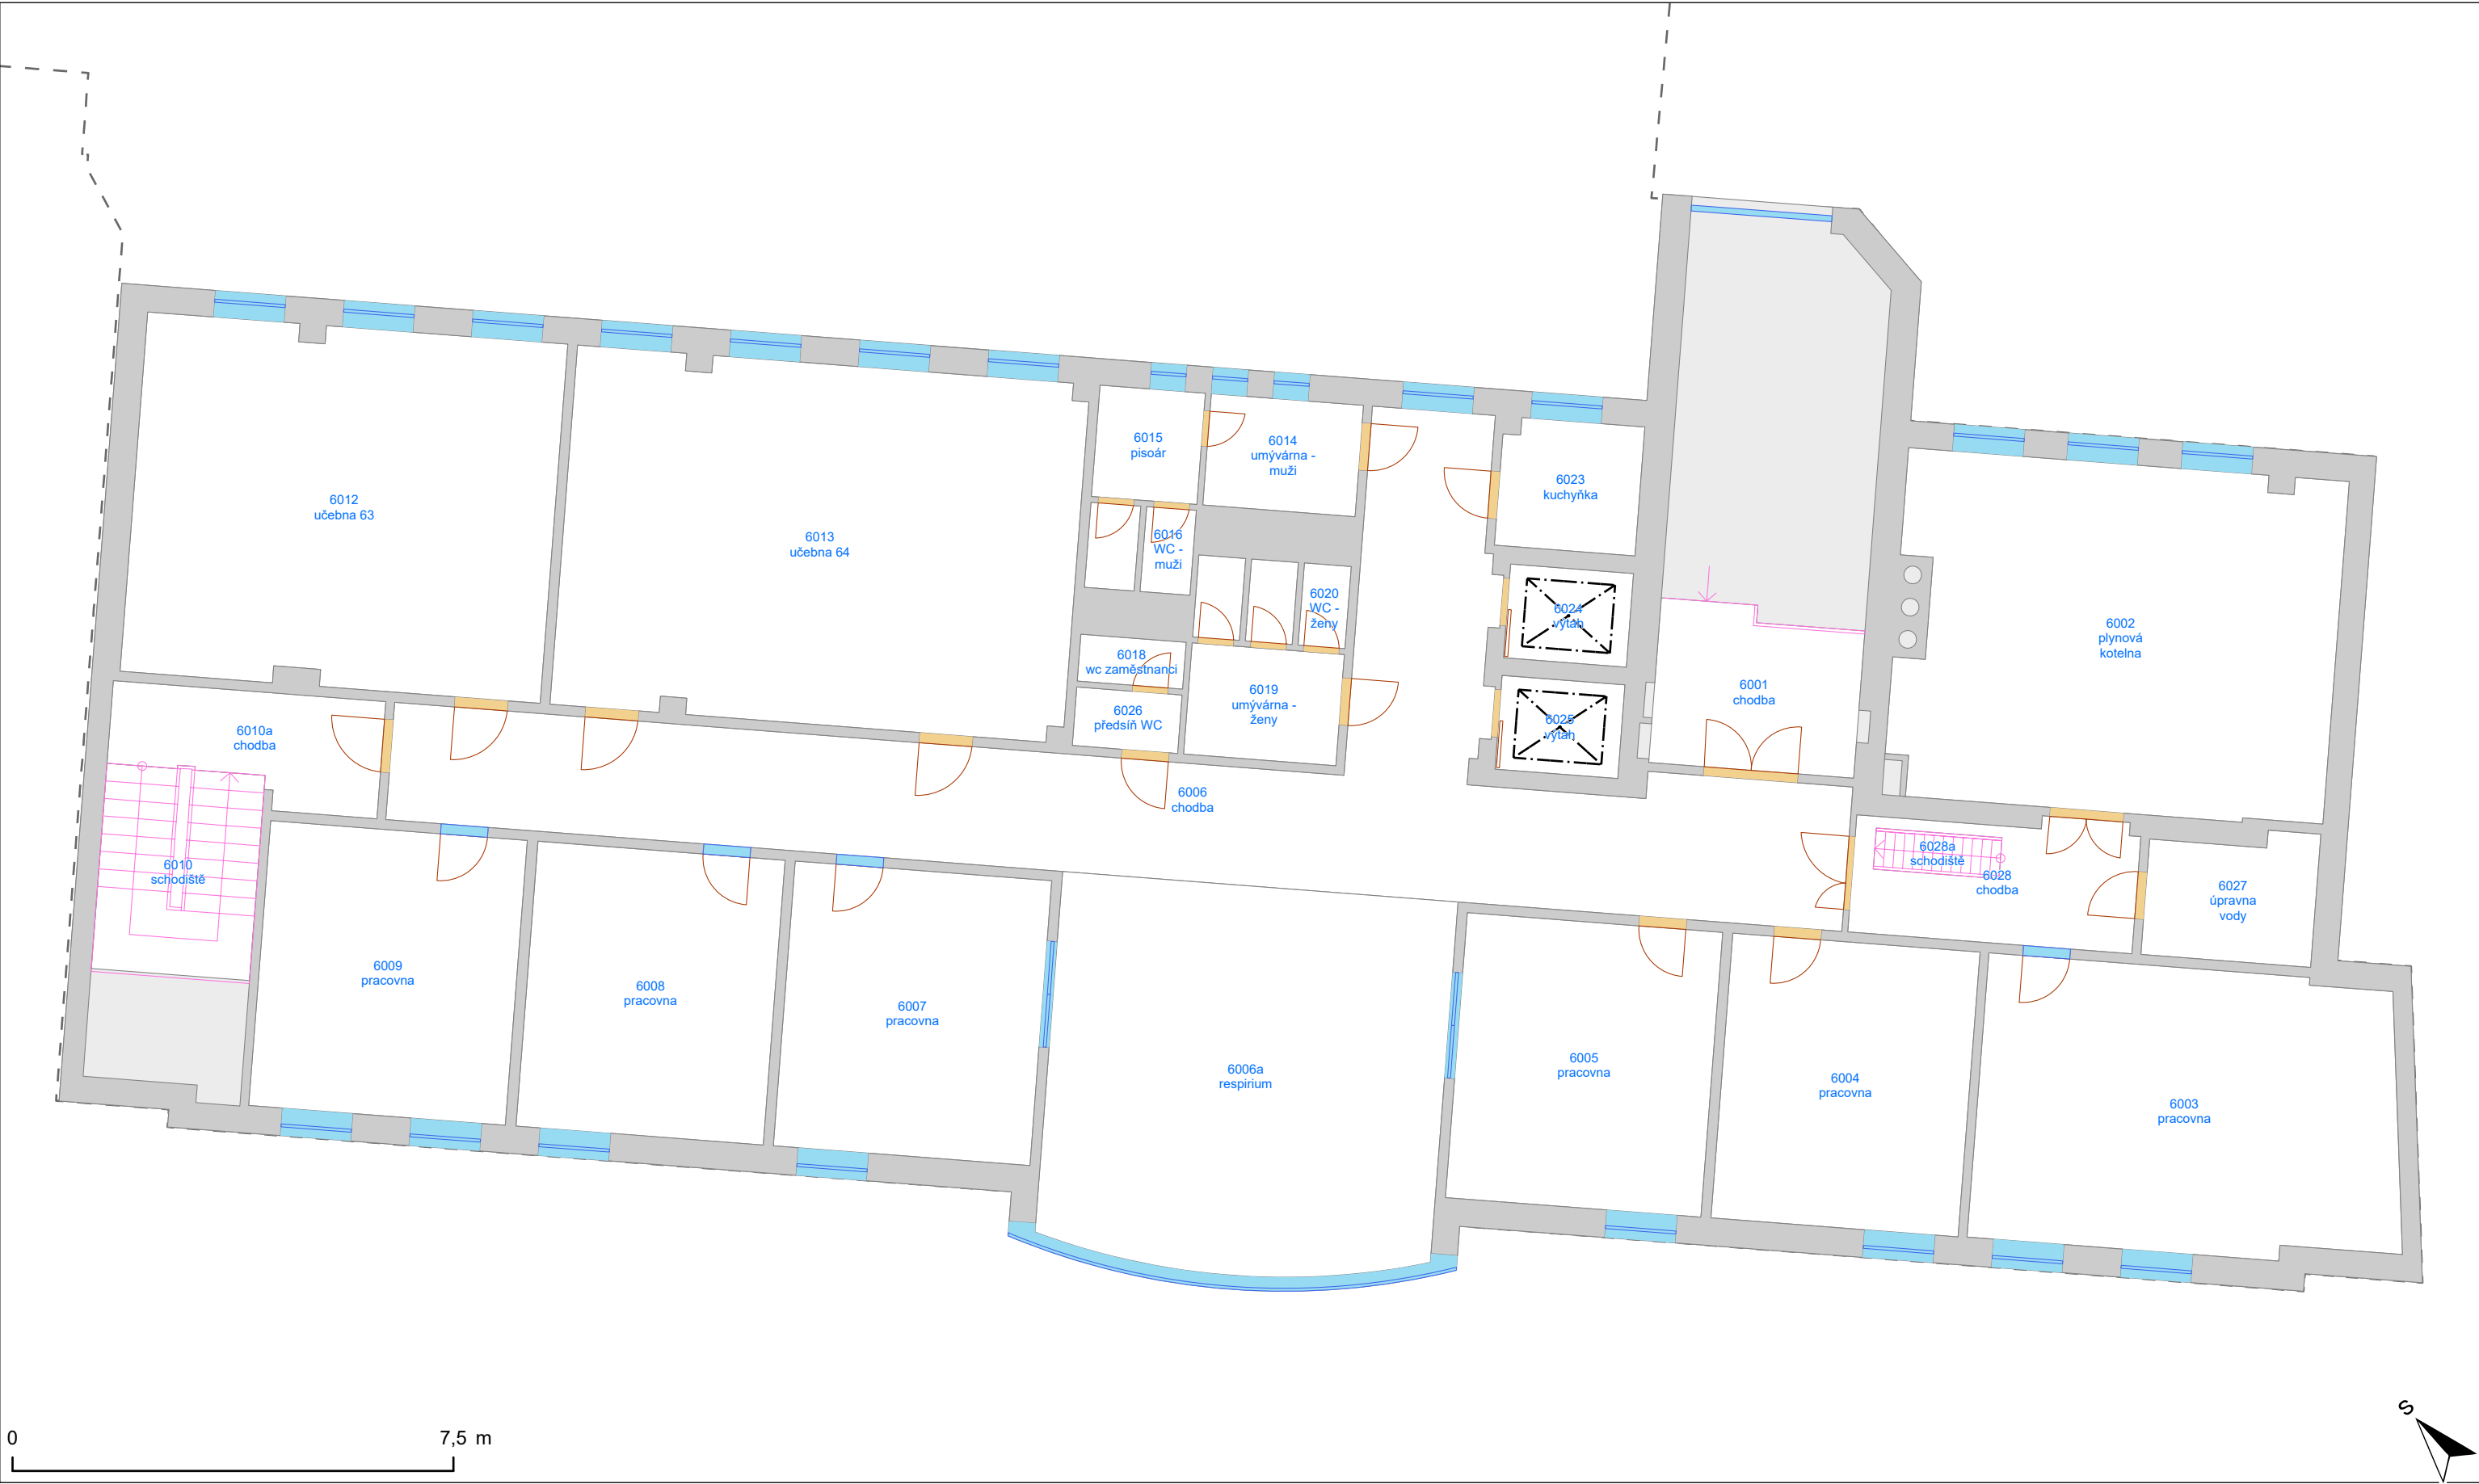 6015
pisoár
6014
umývárna -
muži
6023
kuchyňka
6012
učebna 63
6013
učebna 64
6016
WC -
muži
6020
WC -
ženy
6024
výtah
6002
plynová
kotelna
6018
wc zaměstnanci
6019
umývárna -
ženy
6001
chodba
6026
předsíň WC
6025
výtah
6010a
chodba
6006
chodba
6028a
schodiště
6028
chodba
6010
schodiště
6027
úpravna
vody
6009
pracovna
6008
pracovna
6007
pracovna
6006a
respirium
6005
pracovna
6004
pracovna
6003
pracovna
S
0 7,5 m